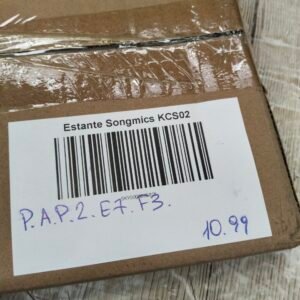 Estante Songmics KCS02
P.A.P.2.E7.F3.
10.99